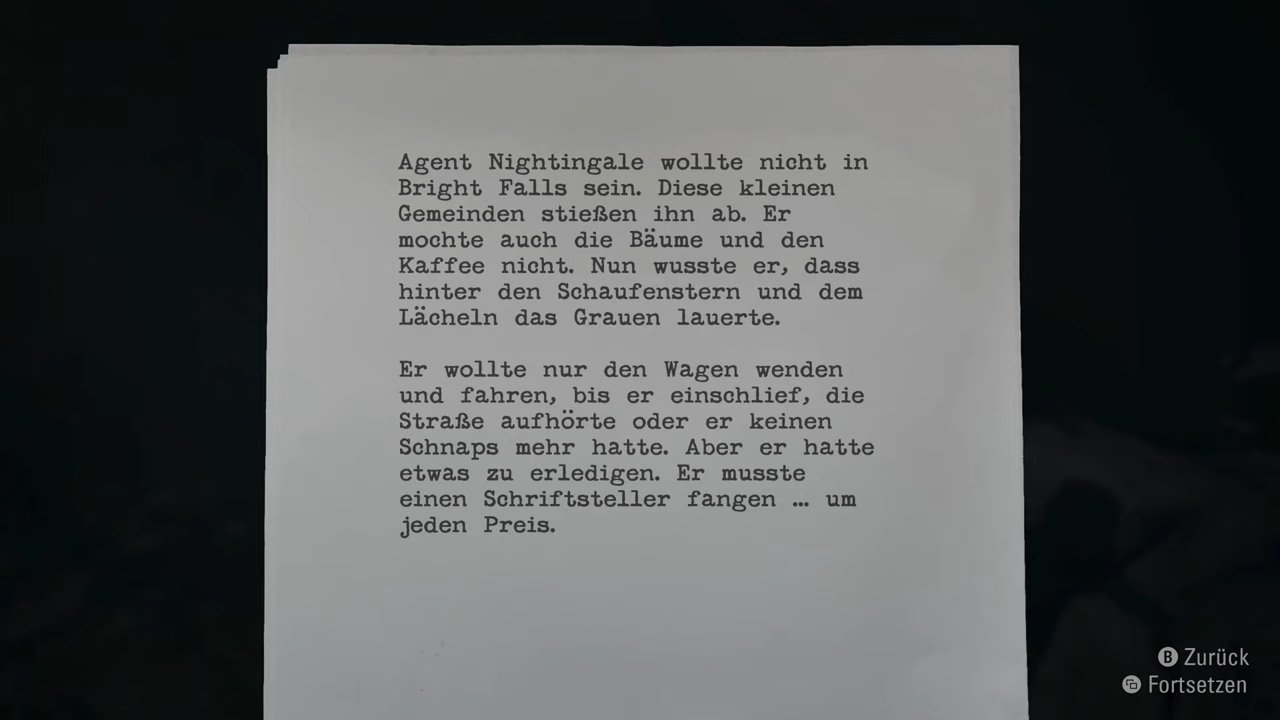 Agent Nightingale wollte nicht in
Bright Falls sein. Diese kleinen
Gemeinden stießen ihn ab. Er
mochte auch die Bäume und den
Kaffee nicht. Nun wusste er, dass
hinter den Schaufenstern und dem
Lächeln das Grauen lauerte.
Er wollte nur den Wagen wenden
und fahren, bis er einschlief, die
Straße aufhörte oder er keinen
Schnaps mehr hatte. Aber er hatte
etwas zu erledigen. Er musste
einen Schriftsteller fangen … um
jeden Preis.
B Zurück
Fortsetzen